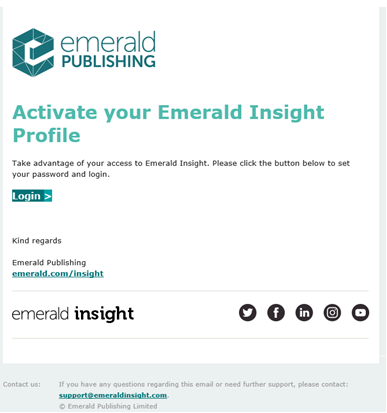 emerald
PUBLISHING
Activate your Emerald Insight
Profile
Take advantage of your access to Emerald Insight. Please click the button below to set
your password and login.
Login >
Kind regards
Emerald Publishing
emerald.com/insight
emerald insight
Contact us: If you have any questions regarding this email or need further support, please contact:
support@emeraldinsight.com.
© Emerald Publishing Limited